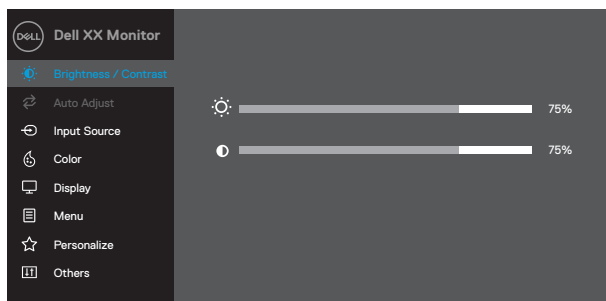 DELL Dell XX Monitor
Brightness / Contrast
Auto Adjust
75%
Input Source
Color
75%
Display
Menu
Personalize
Others